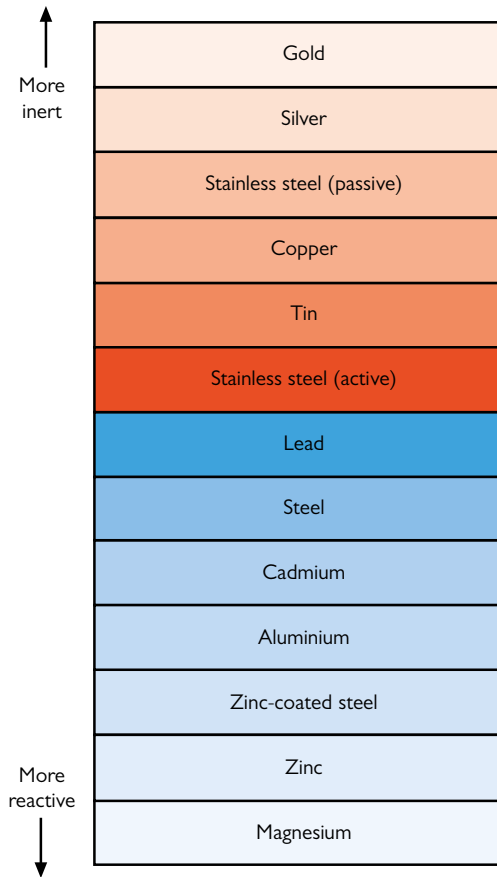 More
inert
Gold
Silver
Stainless steel (passive)
Copper
Tin
Stainless steel (active)
Lead
Steel
Cadmium
Aluminium
Zinc-coated steel
Zinc
More
reactive
Magnesium